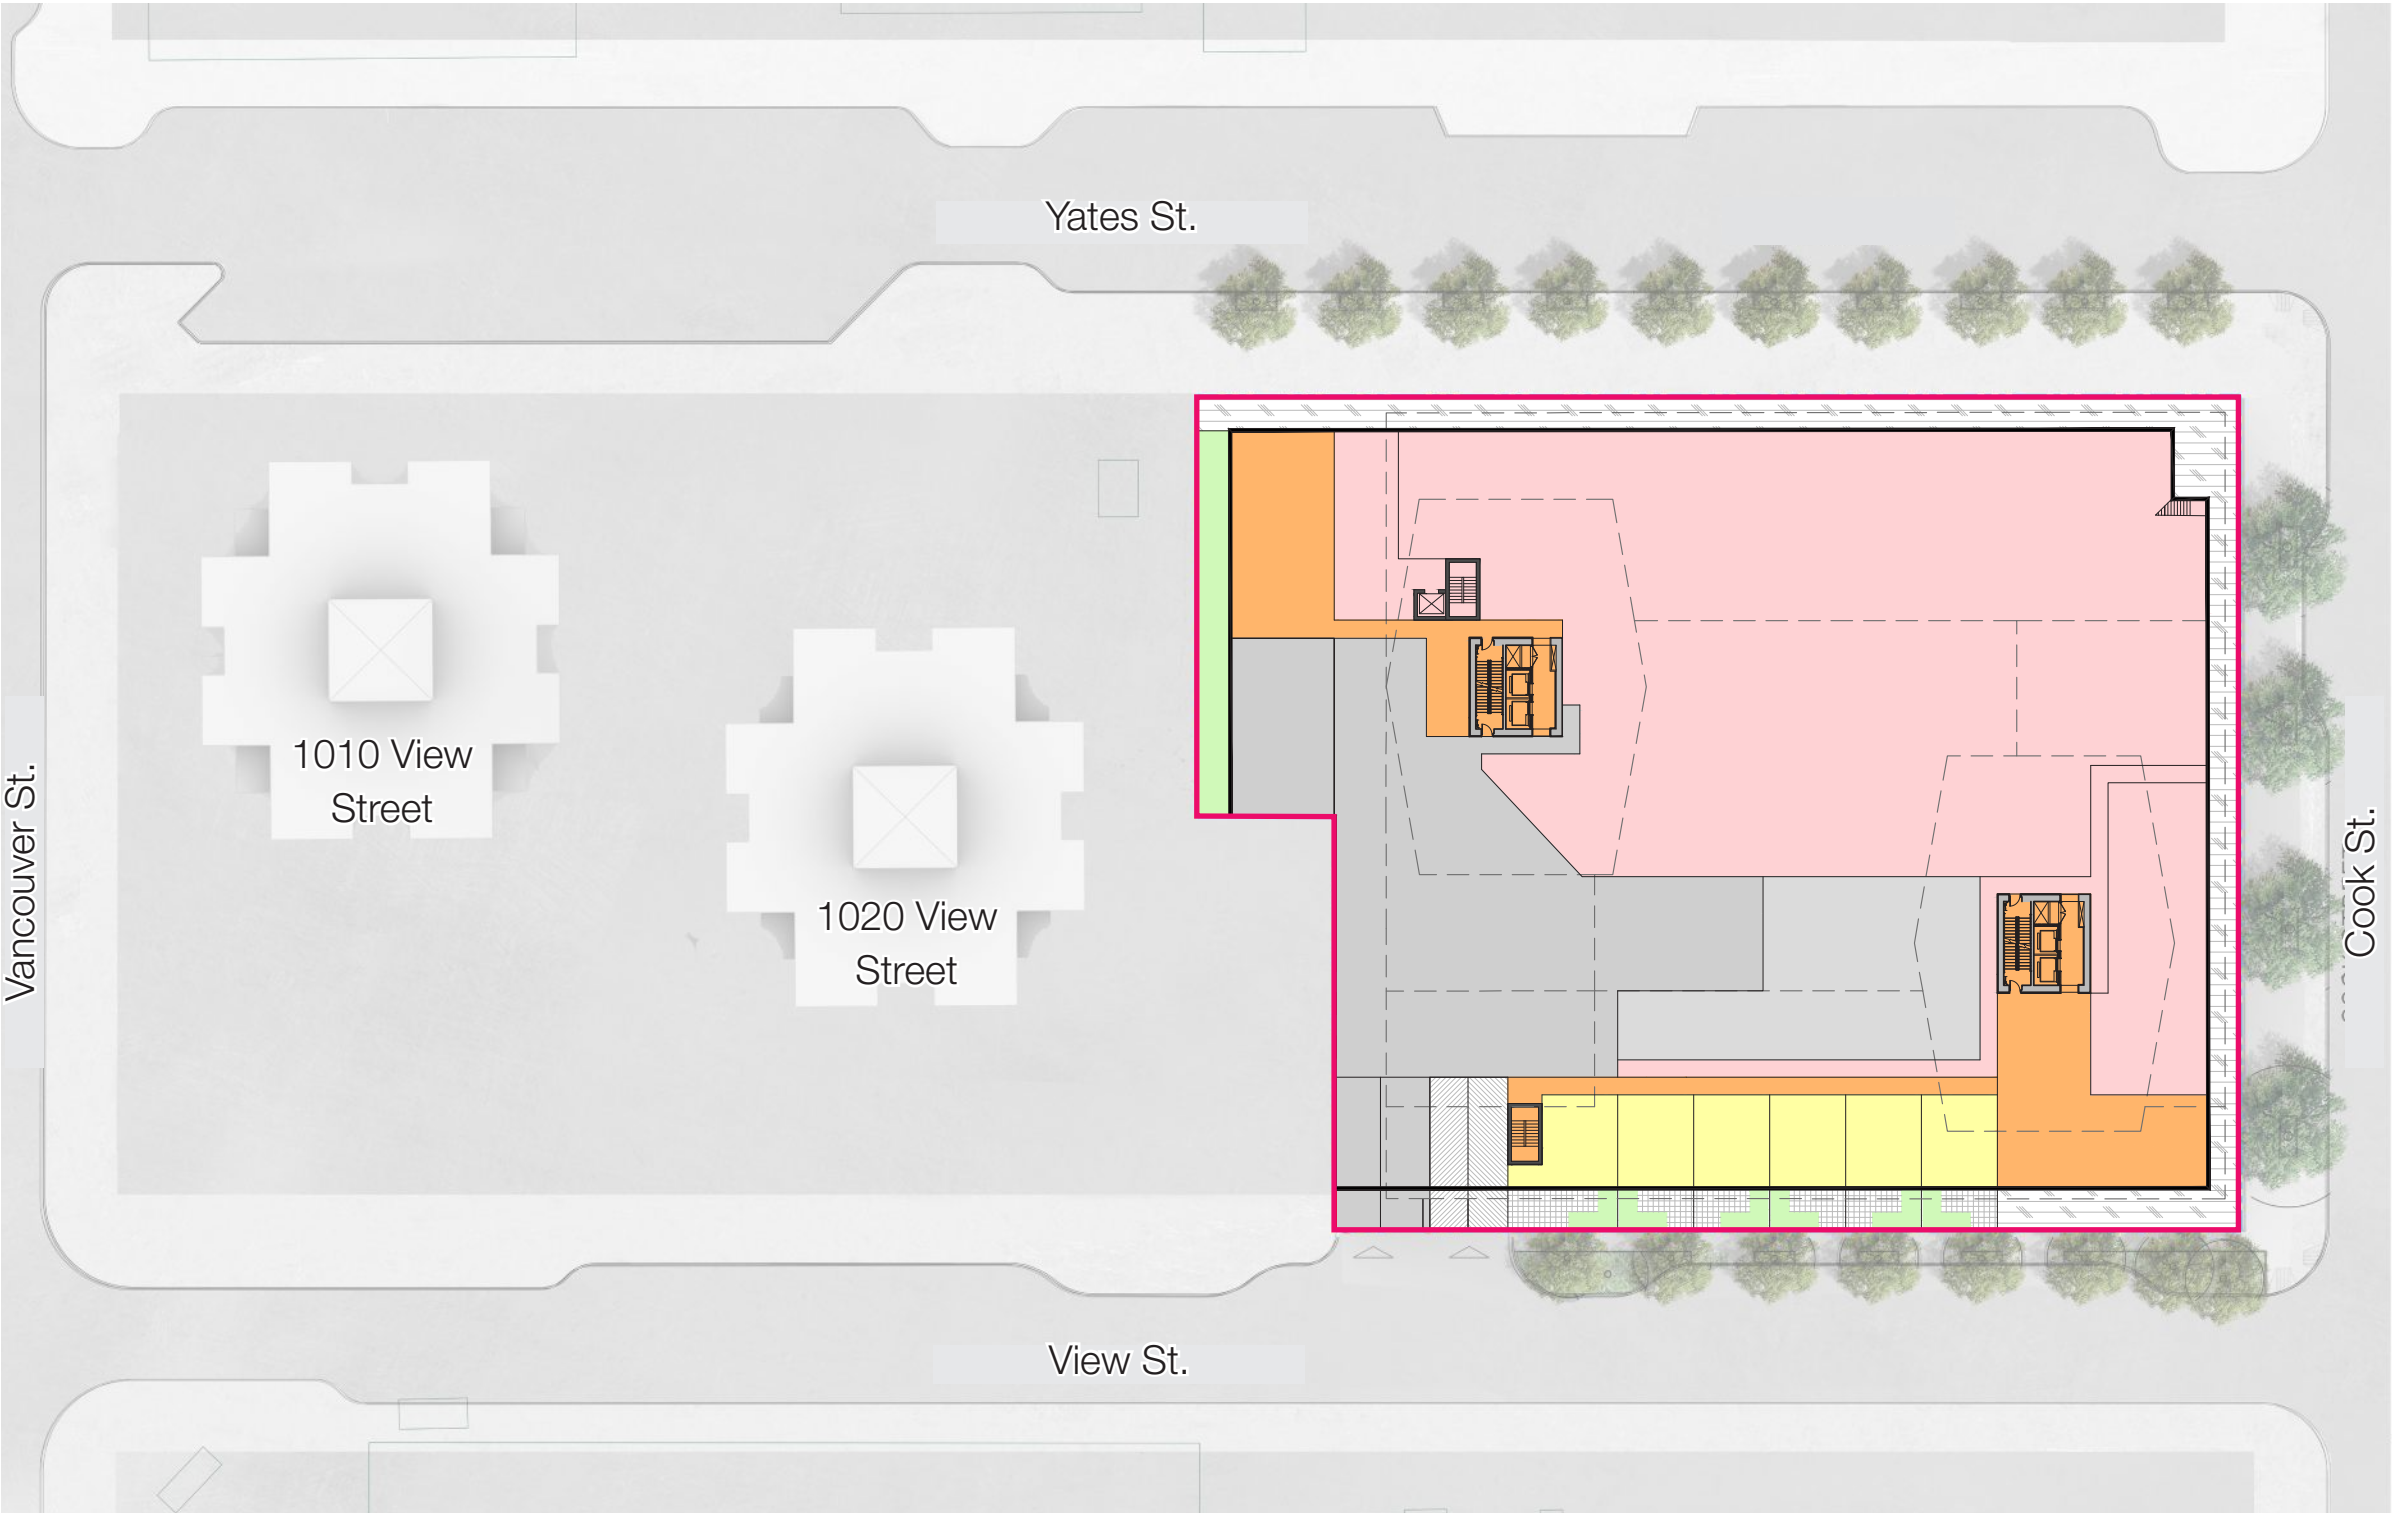 Yates St.
1010 View
Street
1020 View
Street
Vancouver St.
Cook St.
View St.